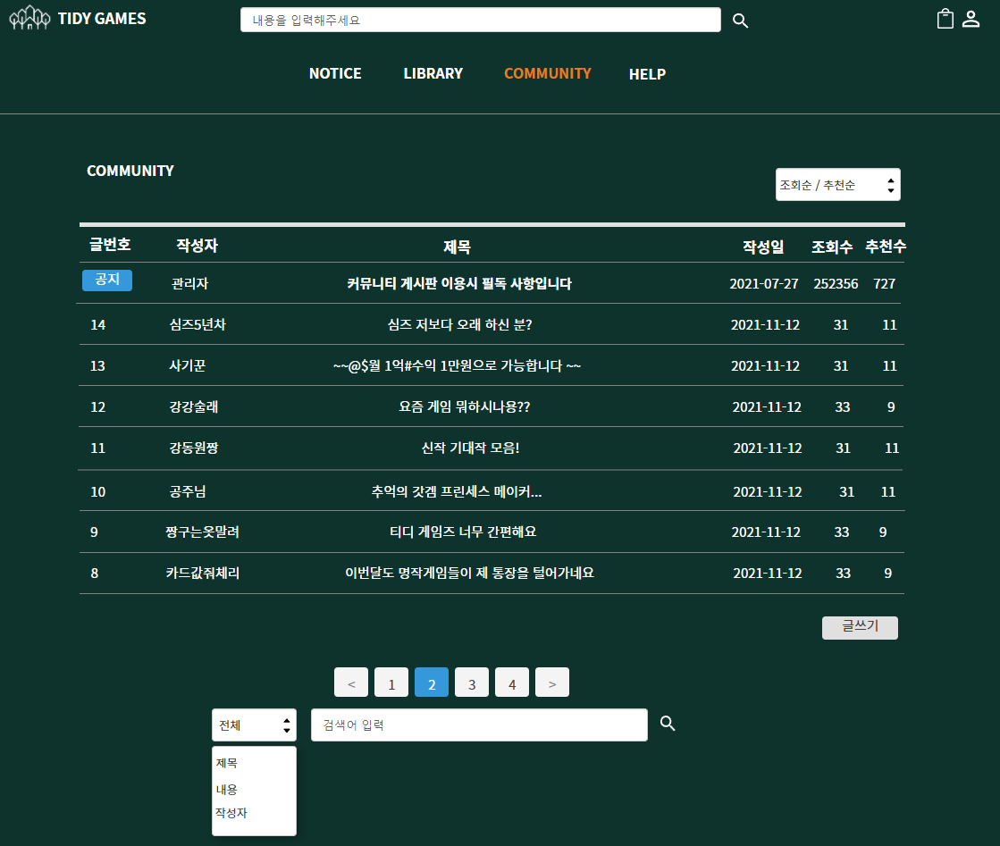 TIDY GAMES
내용을 입력해주세요
NOTICE LIBRARY COMMUNITY HELP
COMMUNITY
조회순 / 추천순
글번호 작성자 제목 작성일 조회수 추천수
공지 관리자 커뮤니티 게시판 이용시 필독 사항입니다 2021-07-27 252356 727
14 심즈5년차 심즈 저보다 오래 하신 분? 2021-11-12 31 11
13 사기꾼 ~~@$월 1억#수익 1만원으로 가능합니다 ~~ 2021-11-12 31 11
12 강강술래 요즘 게임 뭐하시나용?? 2021-11-12 33 9
11 강동원짱 신작 기대작 모음! 2021-11-12 31 11
10 공주님 추억의 갓겜 프린세스 메이커... 2021-11-12 31 11
9 짱구는옷말려 티디 게임즈 너무 간편해요 2021-11-12 33 9
8 카드값줘체리 이번달도 명작게임들이 제 통장을 털어가네요 2021-11-12 33 9
글쓰기
< 1 2 3 4 >
전체 검색어 입력
제목
내용
작성자